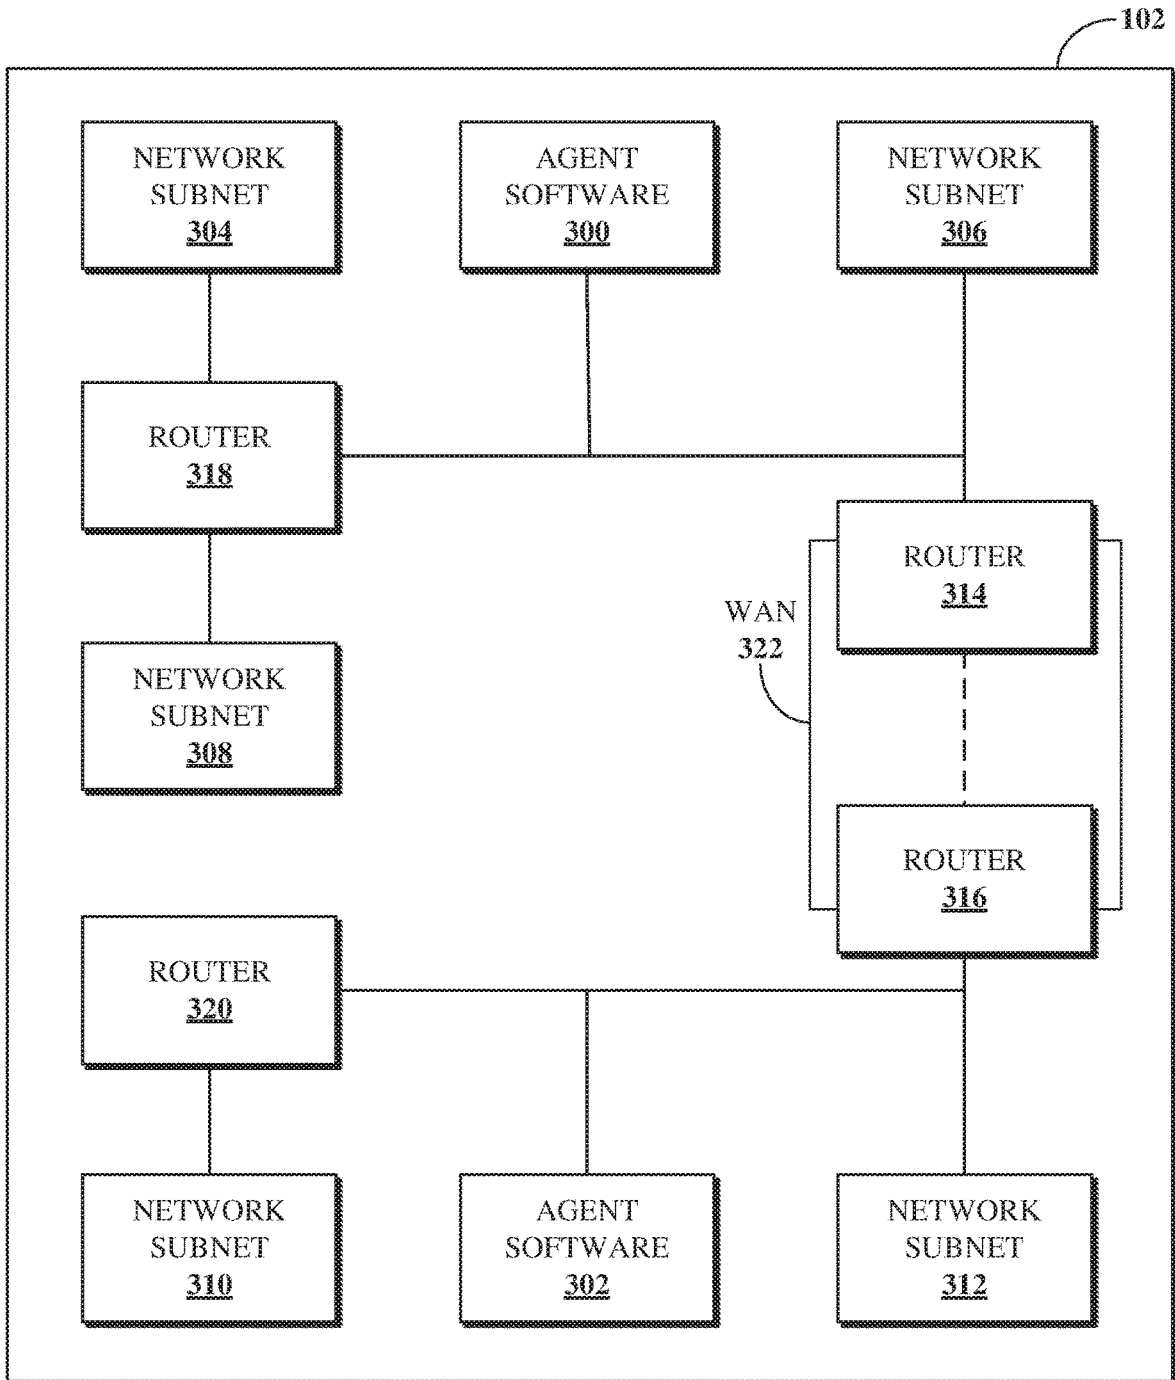 102
NETWORK
SUBNET
304
AGENT
SOFTWARE
300
NETWORK
SUBNET
306
ROUTER
318
ROUTER
314
WAN
322
NETWORK
SUBNET
308
ROUTER
316
ROUTER
320
NETWORK
SUBNET
310
AGENT
SOFTWARE
302
NETWORK
SUBNET
312